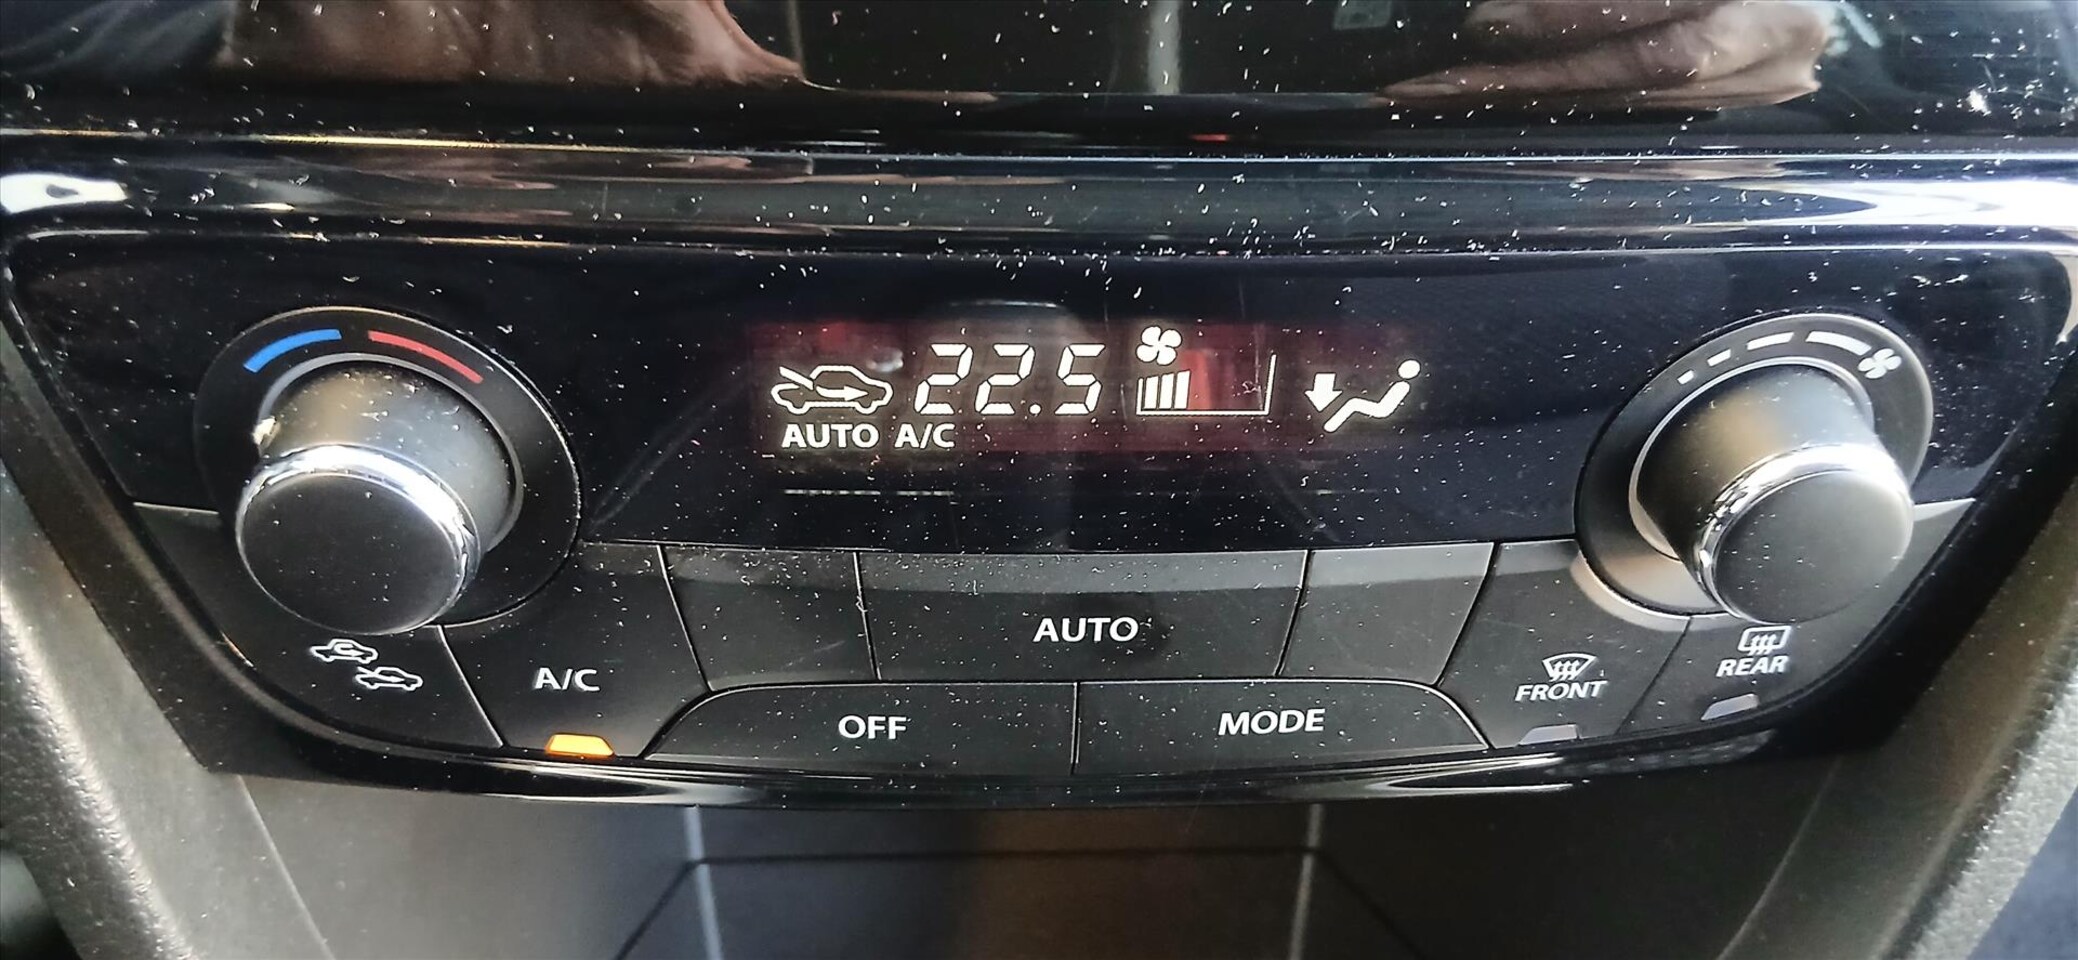 22.5
AUTO A/C
AUTO
A/C
OFF
MODE
FRONT
REAR